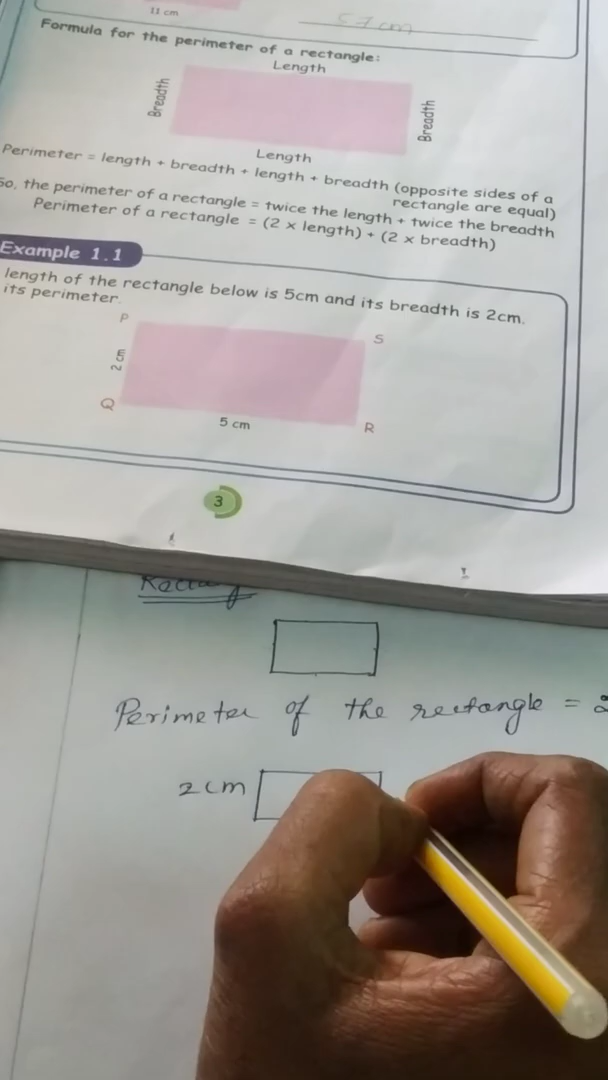 11 cm
57 cm
Formula for the perimeter of a rectangle:
Length
Breadth
Breadth
Length
Perimeter = length + breadth + length + breadth (opposite sides of a
rectangle are equal)
So, the perimeter of a rectangle = twice the length + twice the breadth
Perimeter of a rectangle = (2 x length) + (2 x breadth)
Example 1.1
length of the rectangle below is 5cm and its breadth is 2cm.
its perimeter.
P
S
2 cm
Q
5 cm
R
3
Perimeter of the rectangle = 2
2cm